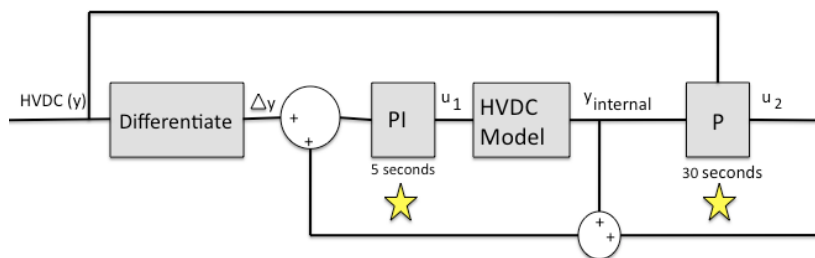 HVDC (y)
Differentiate
△y
+
+
PI
u1
HVDC
Model
yinternal
P
u2
5 seconds
30 seconds
+
+